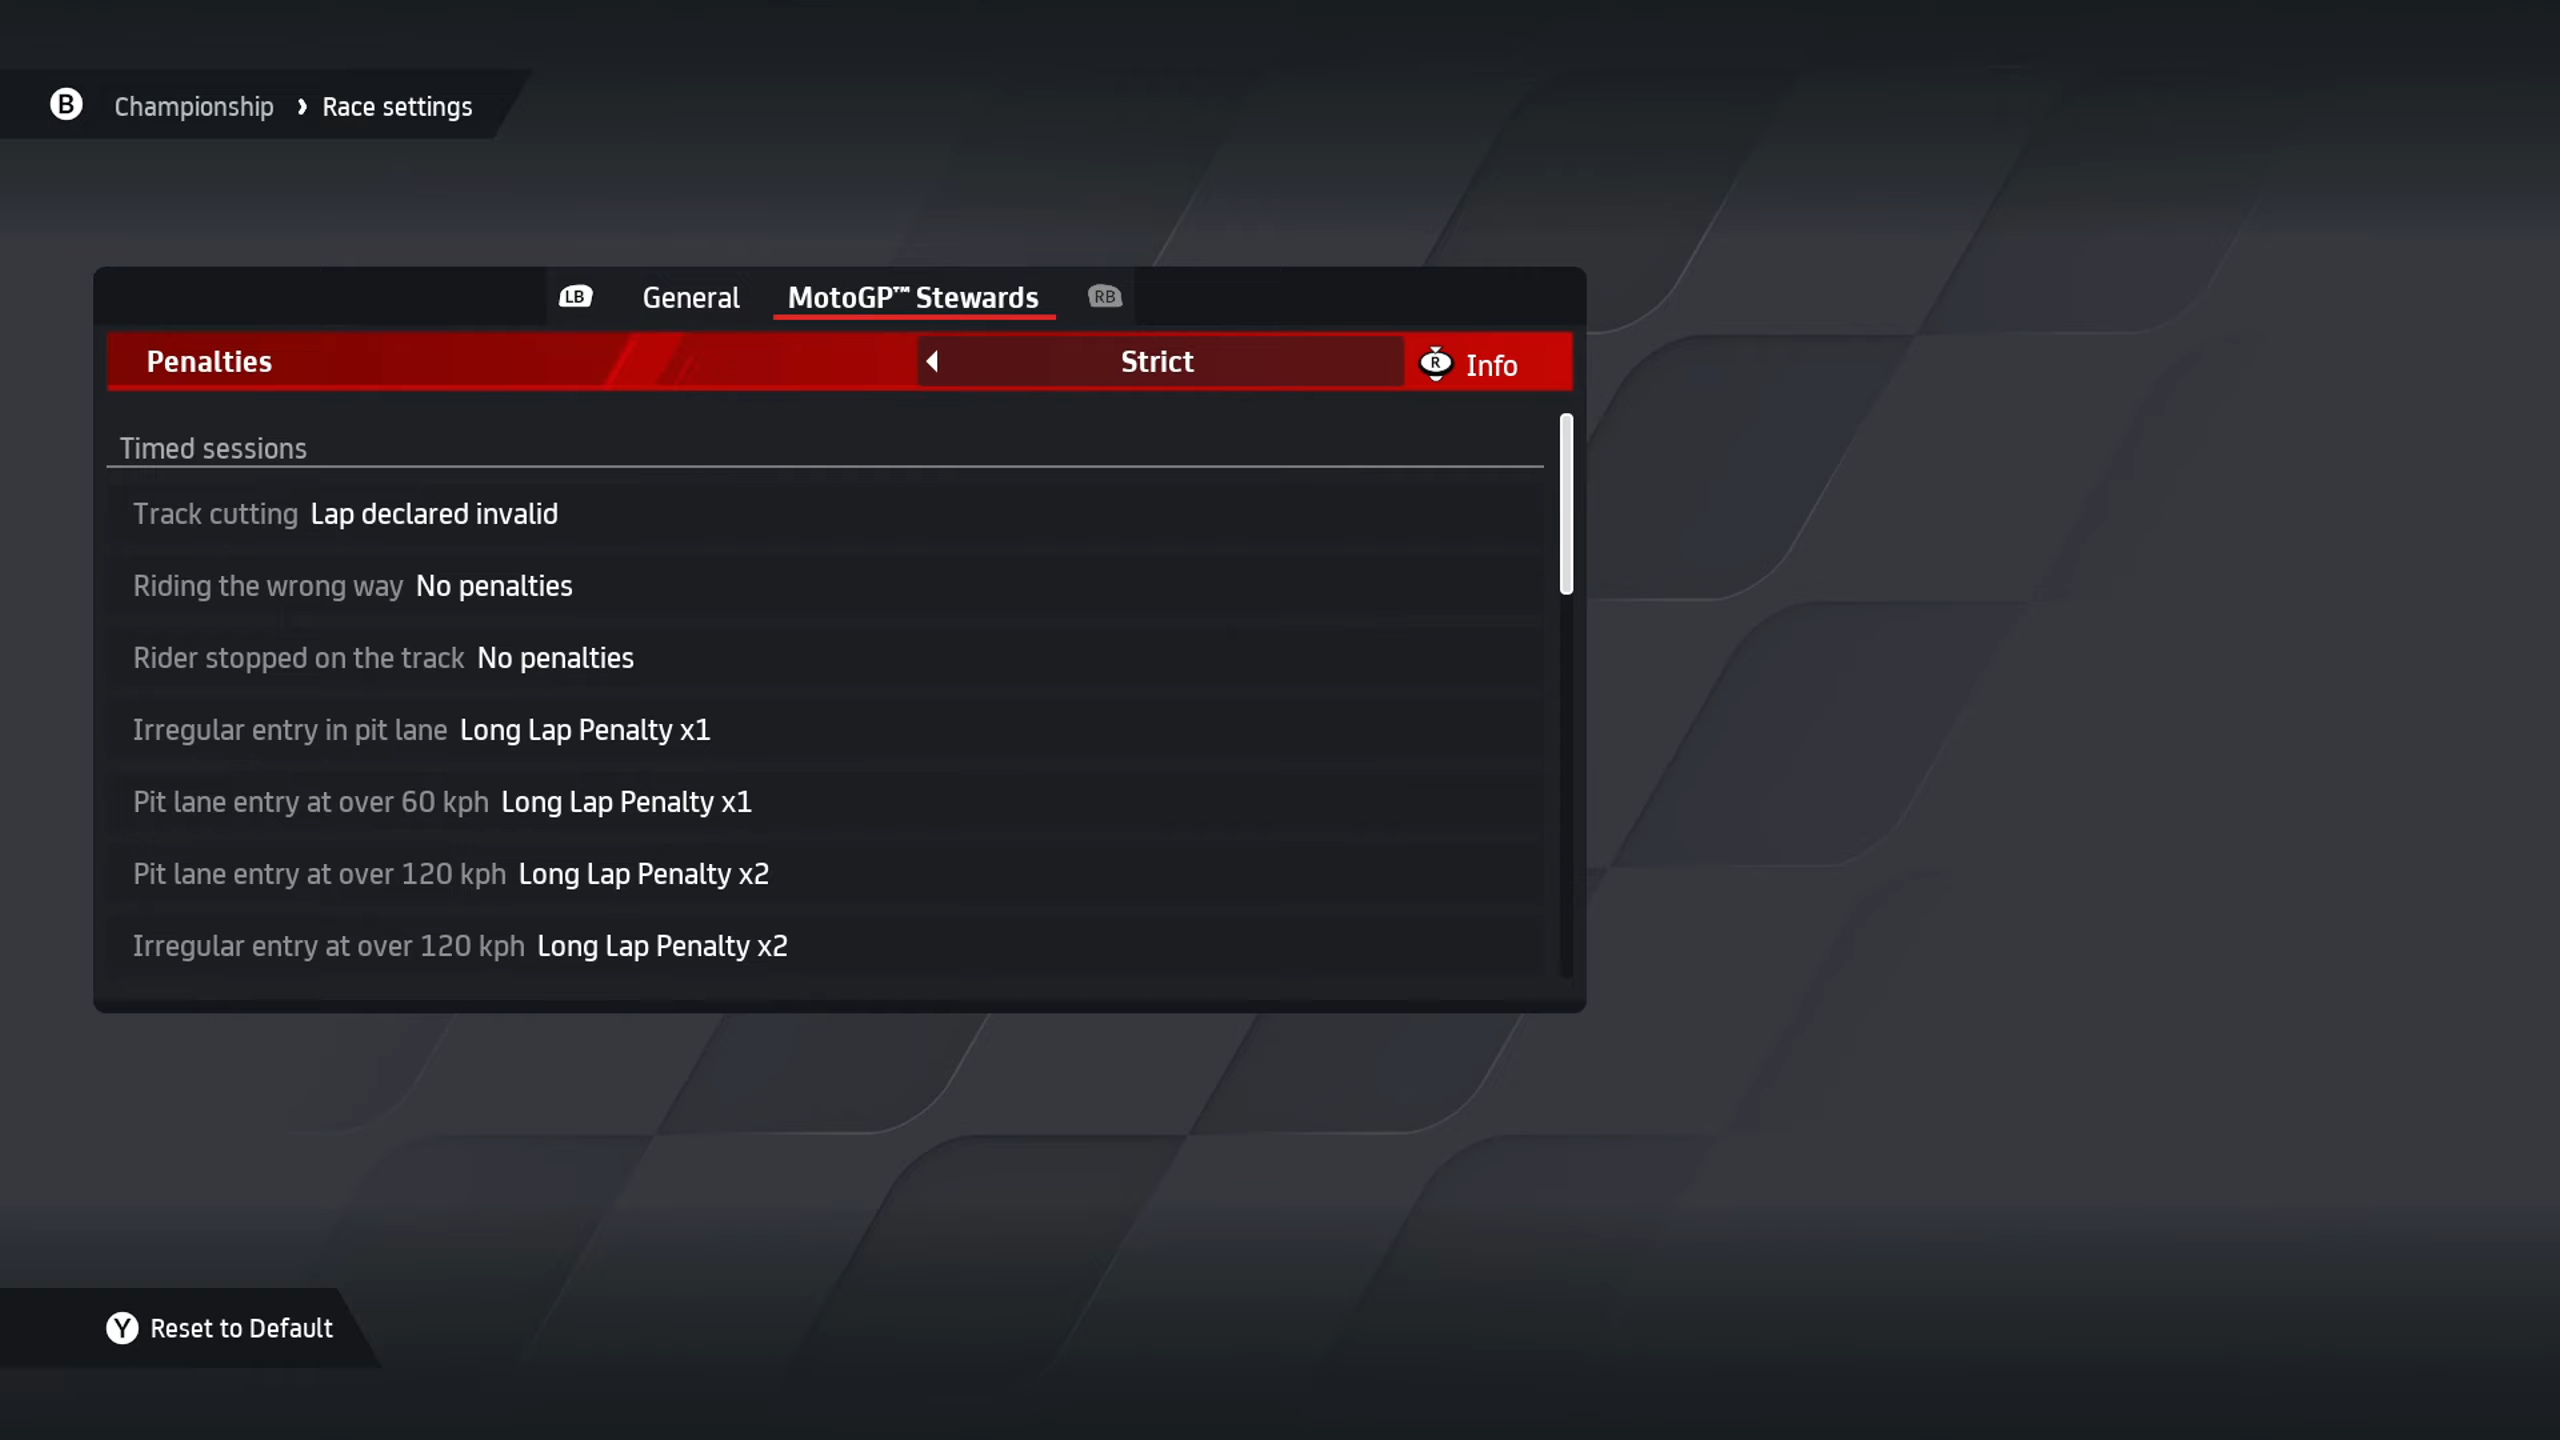 B Championship › Race settings
LB General MotoGP™ Stewards RB
Penalties Strict R Info
Timed sessions
Track cutting Lap declared invalid
Riding the wrong way No penalties
Rider stopped on the track No penalties
Irregular entry in pit lane Long Lap Penalty x1
Pit lane entry at over 60 kph Long Lap Penalty x1
Pit lane entry at over 120 kph Long Lap Penalty x2
Irregular entry at over 120 kph Long Lap Penalty x2
Y Reset to Default